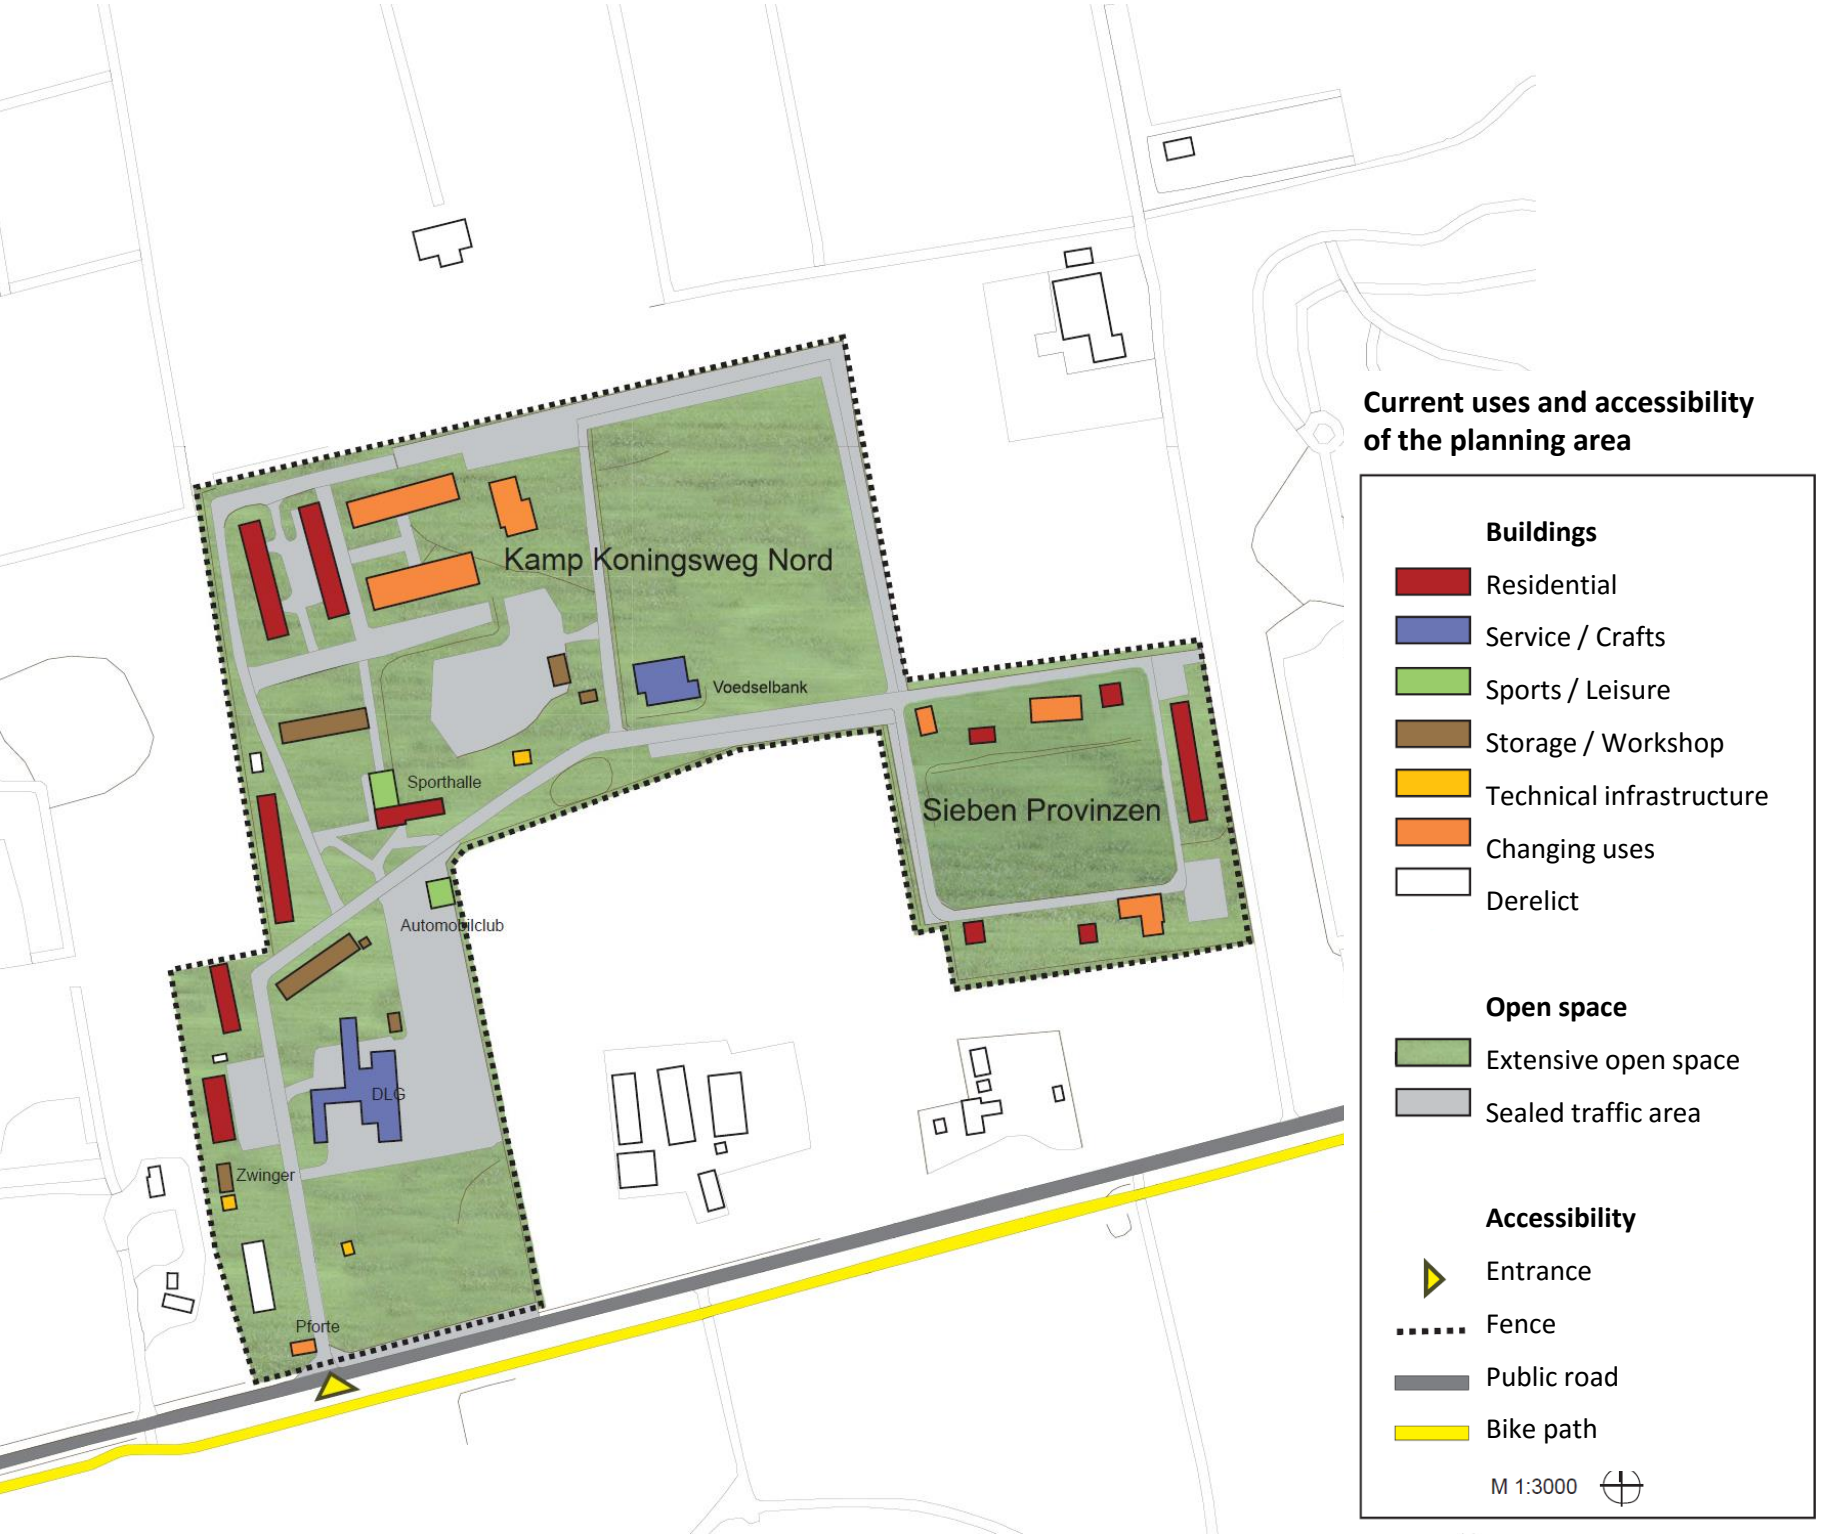 Kamp Koningsweg Nord
Voedselbank
Sporthalle
Sieben Provinzen
Automobilclub
DLG
Zwinger
Pforte
Current uses and accessibility
of the planning area
Buildings
Residential
Service / Crafts
Sports / Leisure
Storage / Workshop
Technical infrastructure
Changing uses
Derelict
Open space
Extensive open space
Sealed traffic area
Accessibility
Entrance
Fence
Public road
Bike path
M 1:3000